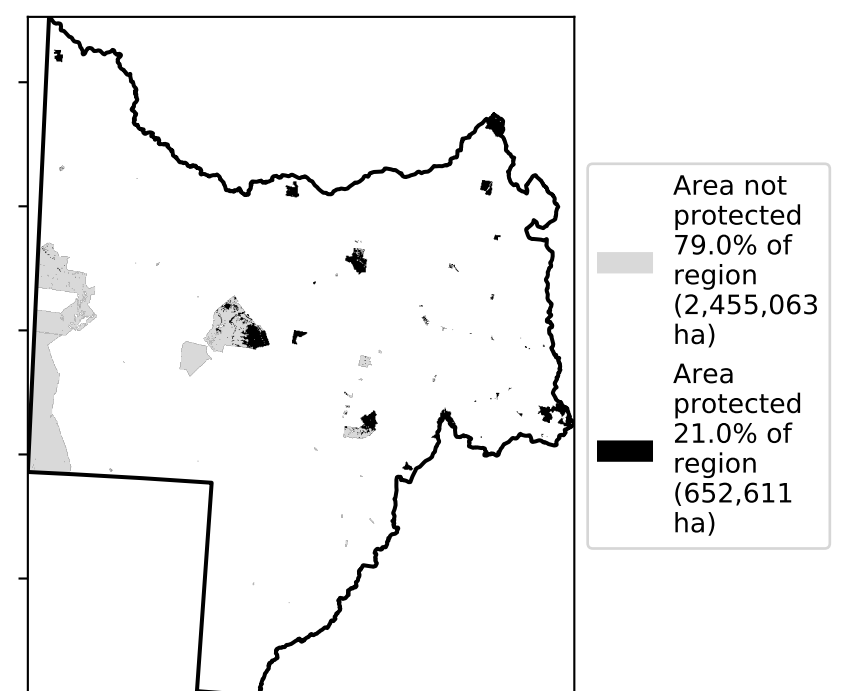 Area not
protected
79.0% of
region
(2,455,063
ha)
Area
protected
21.0% of
region
(652,611
ha)